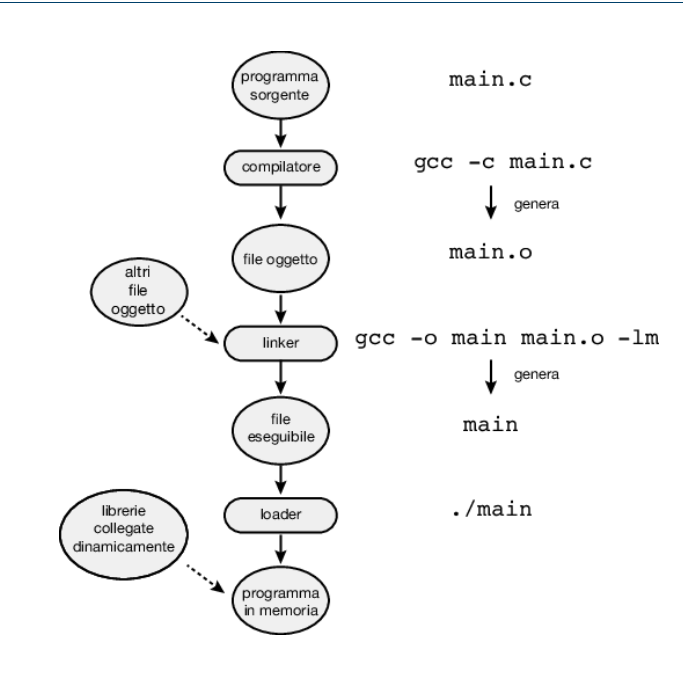 programma
sorgente
main.c
compilatore
gcc -c main.c
genera
file oggetto
main.o
altri
file
oggetto
linker
gcc -o main main.o -lm
genera
file
eseguibile
main
librerie
collegate
dinamicamente
loader
./main
programma
in memoria